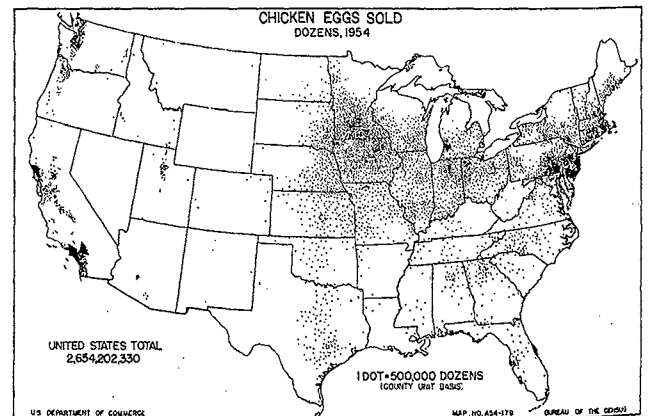 CHICKEN EGGS SOLD
DOZENS, 1954
UNITED STATES TOTAL
2,654,202,330
1 DOT=500,000 DOZENS
(COUNTY UNIT BASIS)
U S DEPARTMENT OF COMMERCE
MAP NO. A54-179
BUREAU OF THE CENSUS